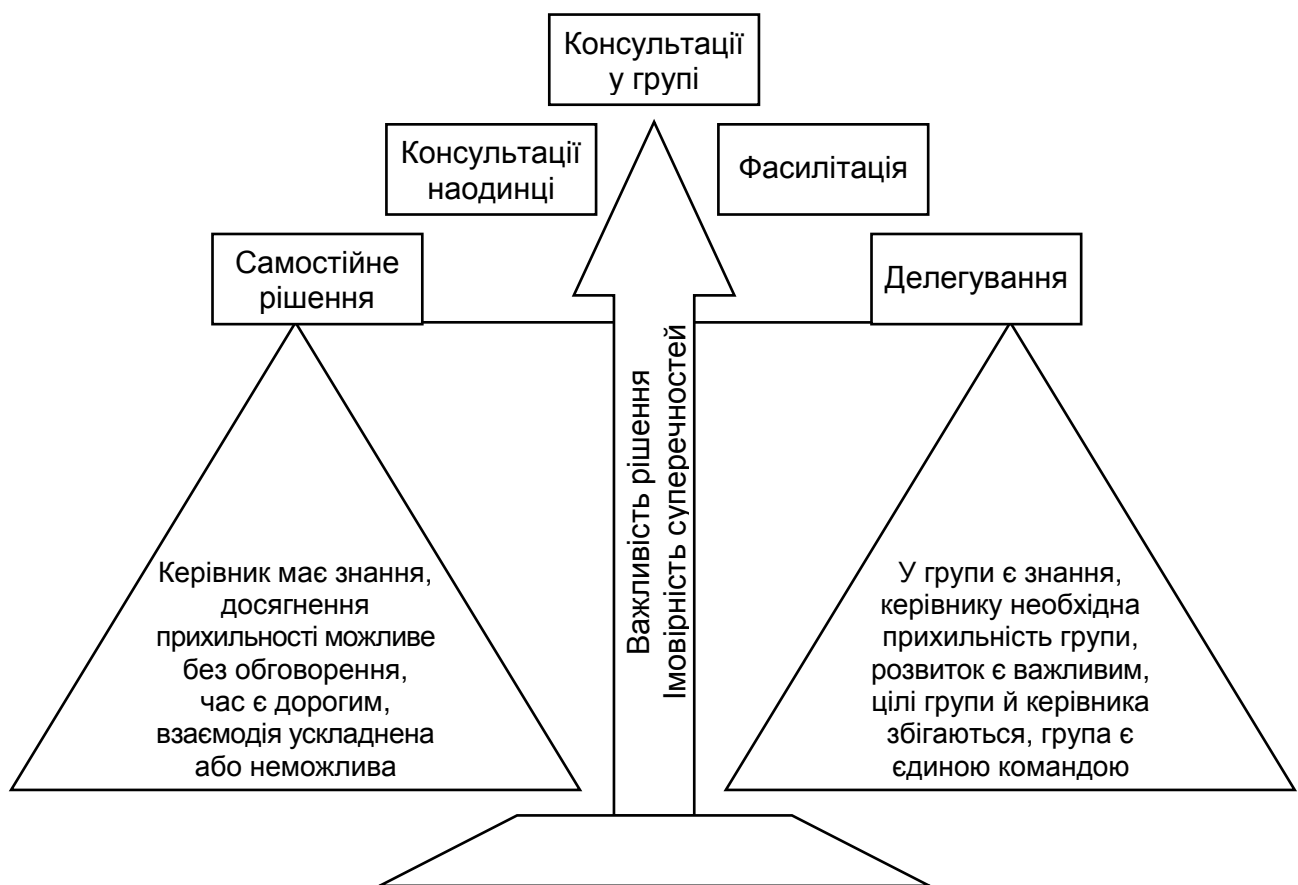 Консультації
у групі
Консультації
наодинці
Фасилітація
Самостійне
рішення
Делегування
Важливість рішення
Імовірність суперечностей
Керівник має знання,
досягнення
прихильності можливе
без обговорення,
час є дорогим,
взаємодія ускладнена
або неможлива
У групи є знання,
керівнику необхідна
прихильність групи,
розвиток є важливим,
цілі групи й керівника
збігаються, група є
єдиною командою